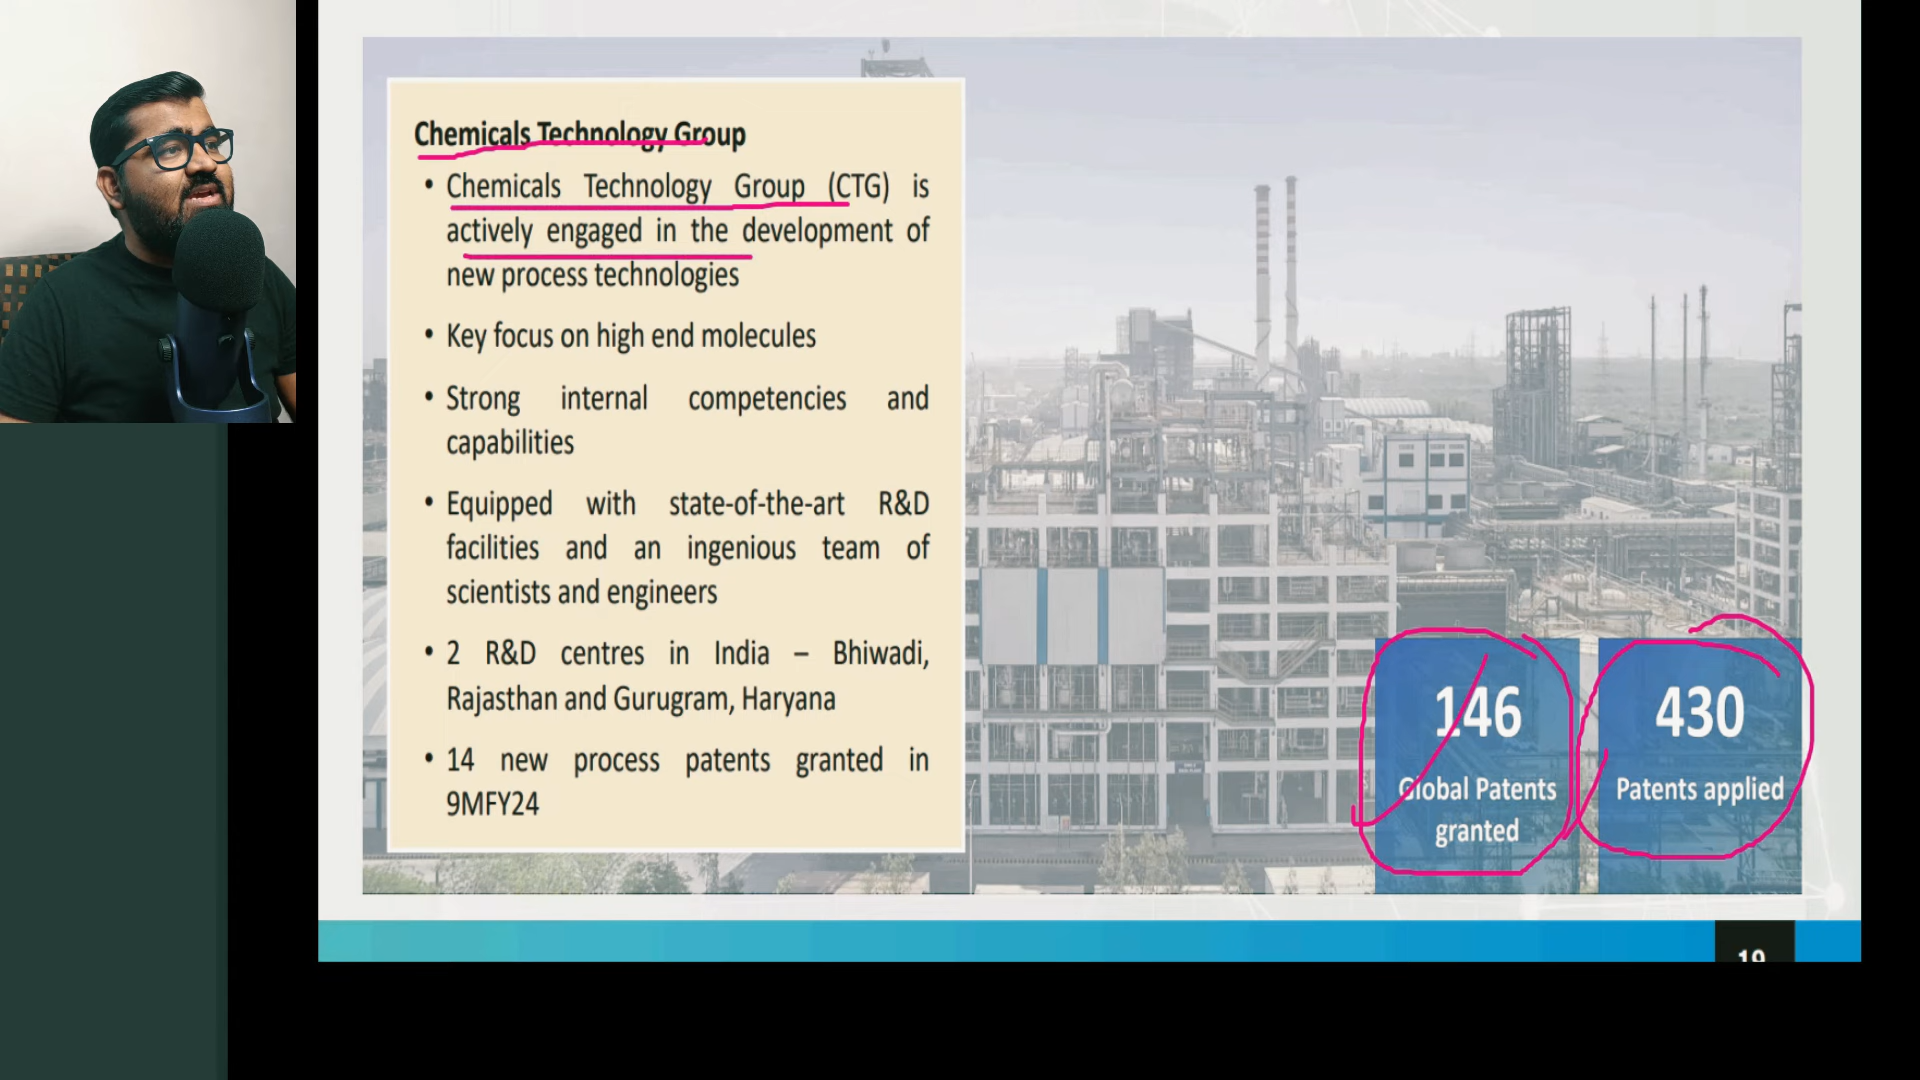 Chemicals Technology Group
• Chemicals Technology Group (CTG) is
actively engaged in the development of
new process technologies
• Key focus on high end molecules
• Strong internal competencies and
capabilities
• Equipped with state-of-the-art R&D
facilities and an ingenious team of
scientists and engineers
• 2 R&D centres in India – Bhiwadi,
Rajasthan and Gurugram, Haryana
• 14 new process patents granted in
9MFY24
146
Global Patents
granted
430
Patents applied
19